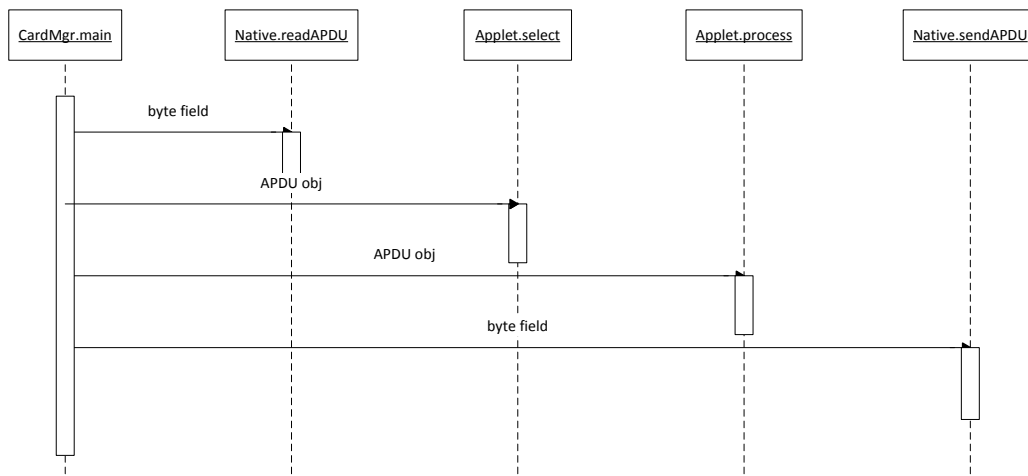 CardMgr.main
Native.readAPDU
Applet.select
Applet.process
Native.sendAPDU
byte field
APDU obj
APDU obj
byte field